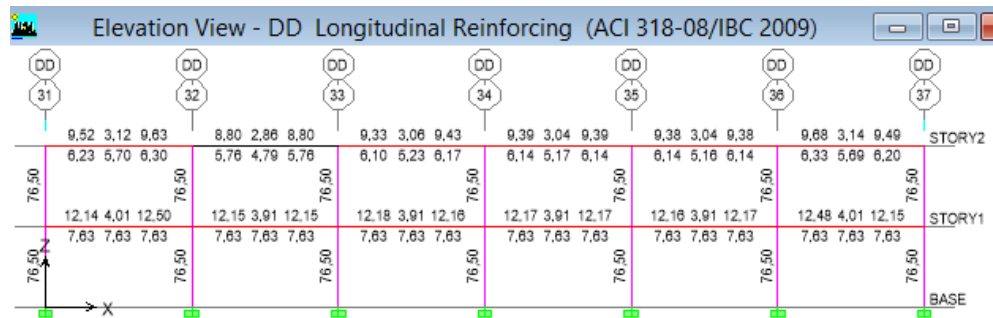 Elevation View - DD Longitudinal Reinforcing (ACI 318-08/IBC 2009)
DD DD DD DD DD DD DD
31 32 33 34 35 36 37
9,52 3,12 9,63 8,80 2,86 8,80 9,33 3,06 9,43 9,39 3,04 9,39 9,38 3,04 9,38 9,68 3,14 9,49 STORY2
6,23 5,70 6,30 5,76 4,79 5,76 6,10 5,23 6,17 6,14 5,17 6,14 6,14 5,16 6,14 6,33 5,69 6,20
76,50 76,50 76,50 76,50 76,50 76,50 76,50
12,14 4,01 12,50 12,15 3,91 12,15 12,18 3,91 12,16 12,17 3,91 12,17 12,16 3,91 12,17 12,48 4,01 12,15 STORY1
7,63 7,63 7,63 7,63 7,63 7,63 7,63 7,63 7,63 7,63 7,63 7,63 7,63 7,63 7,63 7,63 7,63 7,63
Z
76,50 76,50 76,50 76,50 76,50 76,50 76,50
X BASE